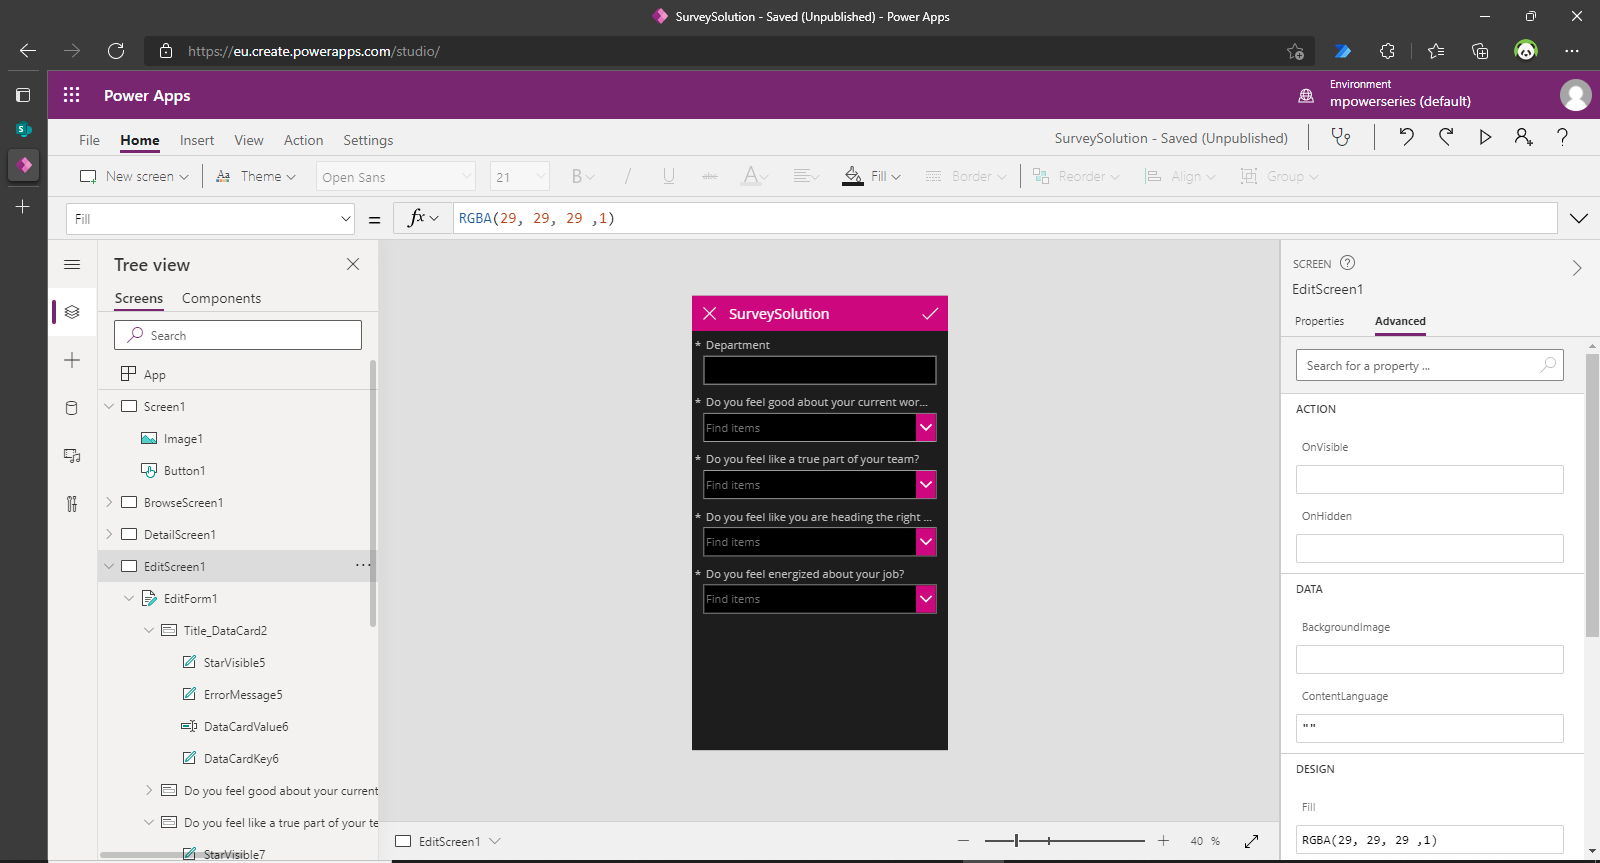 SurveySolution - Saved (Unpublished) - Power Apps
https://eu.create.powerapps.com/studio/
Power Apps
Environment
mpowerseries (default)
File Home Insert View Action Settings
SurveySolution - Saved (Unpublished)
New screen Theme Open Sans 21 B / U abc A Fill Border Reorder Align Group
Fill = fx RGBA(29, 29, 29 ,1)
Tree view
Screens Components
Search
App
Screen1
Image1
Button1
BrowseScreen1
DetailScreen1
EditScreen1
EditForm1
Title_DataCard2
StarVisible5
ErrorMessage5
DataCardValue6
DataCardKey6
Do you feel good about your current
Do you feel like a true part of your te
StarVisible7
SurveySolution
* Department
* Do you feel good about your current wor...
Find items
* Do you feel like a true part of your team?
Find items
* Do you feel like you are heading the right ...
Find items
* Do you feel energized about your job?
Find items
EditScreen1
40 %
SCREEN
EditScreen1
Properties Advanced
Search for a property ...
ACTION
OnVisible
OnHidden
DATA
BackgroundImage
ContentLanguage
""
DESIGN
Fill
RGBA(29, 29, 29 ,1)